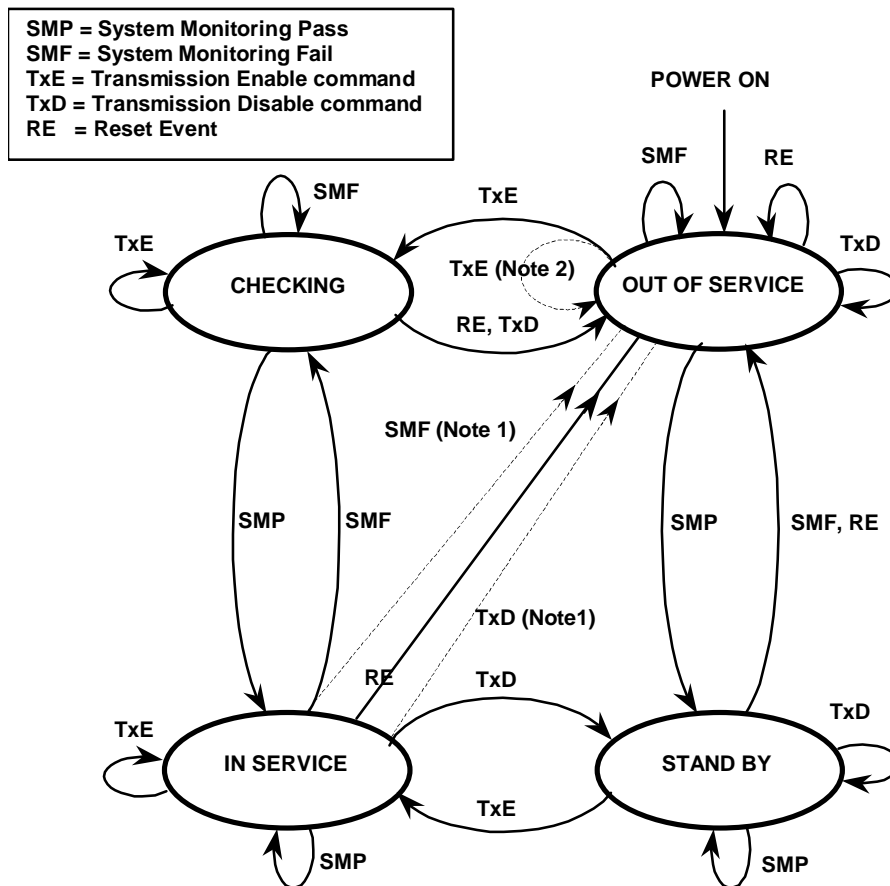 SMP = System Monitoring Pass
SMF = System Monitoring Fail
TxE = Transmission Enable command
TxD = Transmission Disable command
RE = Reset Event
POWER ON
SMF
RE
SMF
TxE
TxE
TxD
CHECKING
TxE (Note 2)
OUT OF SERVICE
RE, TxD
SMF (Note 1)
SMP
SMF
SMP
SMF, RE
TxD (Note1)
RE
TxD
TxE
TxD
IN SERVICE
STAND BY
TxE
SMP
SMP